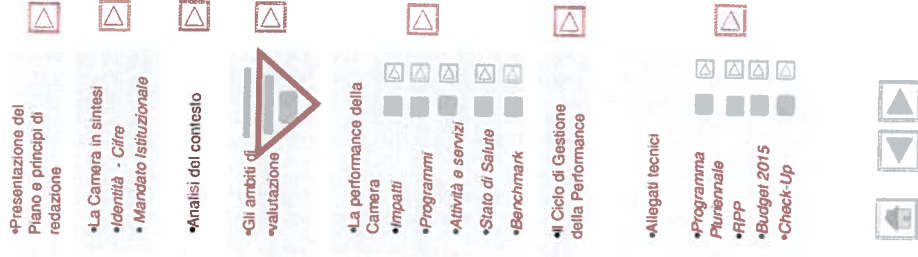 •Presentazione del
Piano e principi di
redazione
•La Camera in sintesi
•Identità - Cifre
• Mandato Istituzionale
•Analisi del contesto
•Gli ambiti di
•valutazione
•La performance della
Camera
•Impatti
•Programmi
•Attività e servizi
•Stato di Salute
•Benchmark
•Il Ciclo di Gestione
della Performance
•Allegati tecnici
•Programma
Pluriennale
•RPP
•Budget 2015
•Check-Up